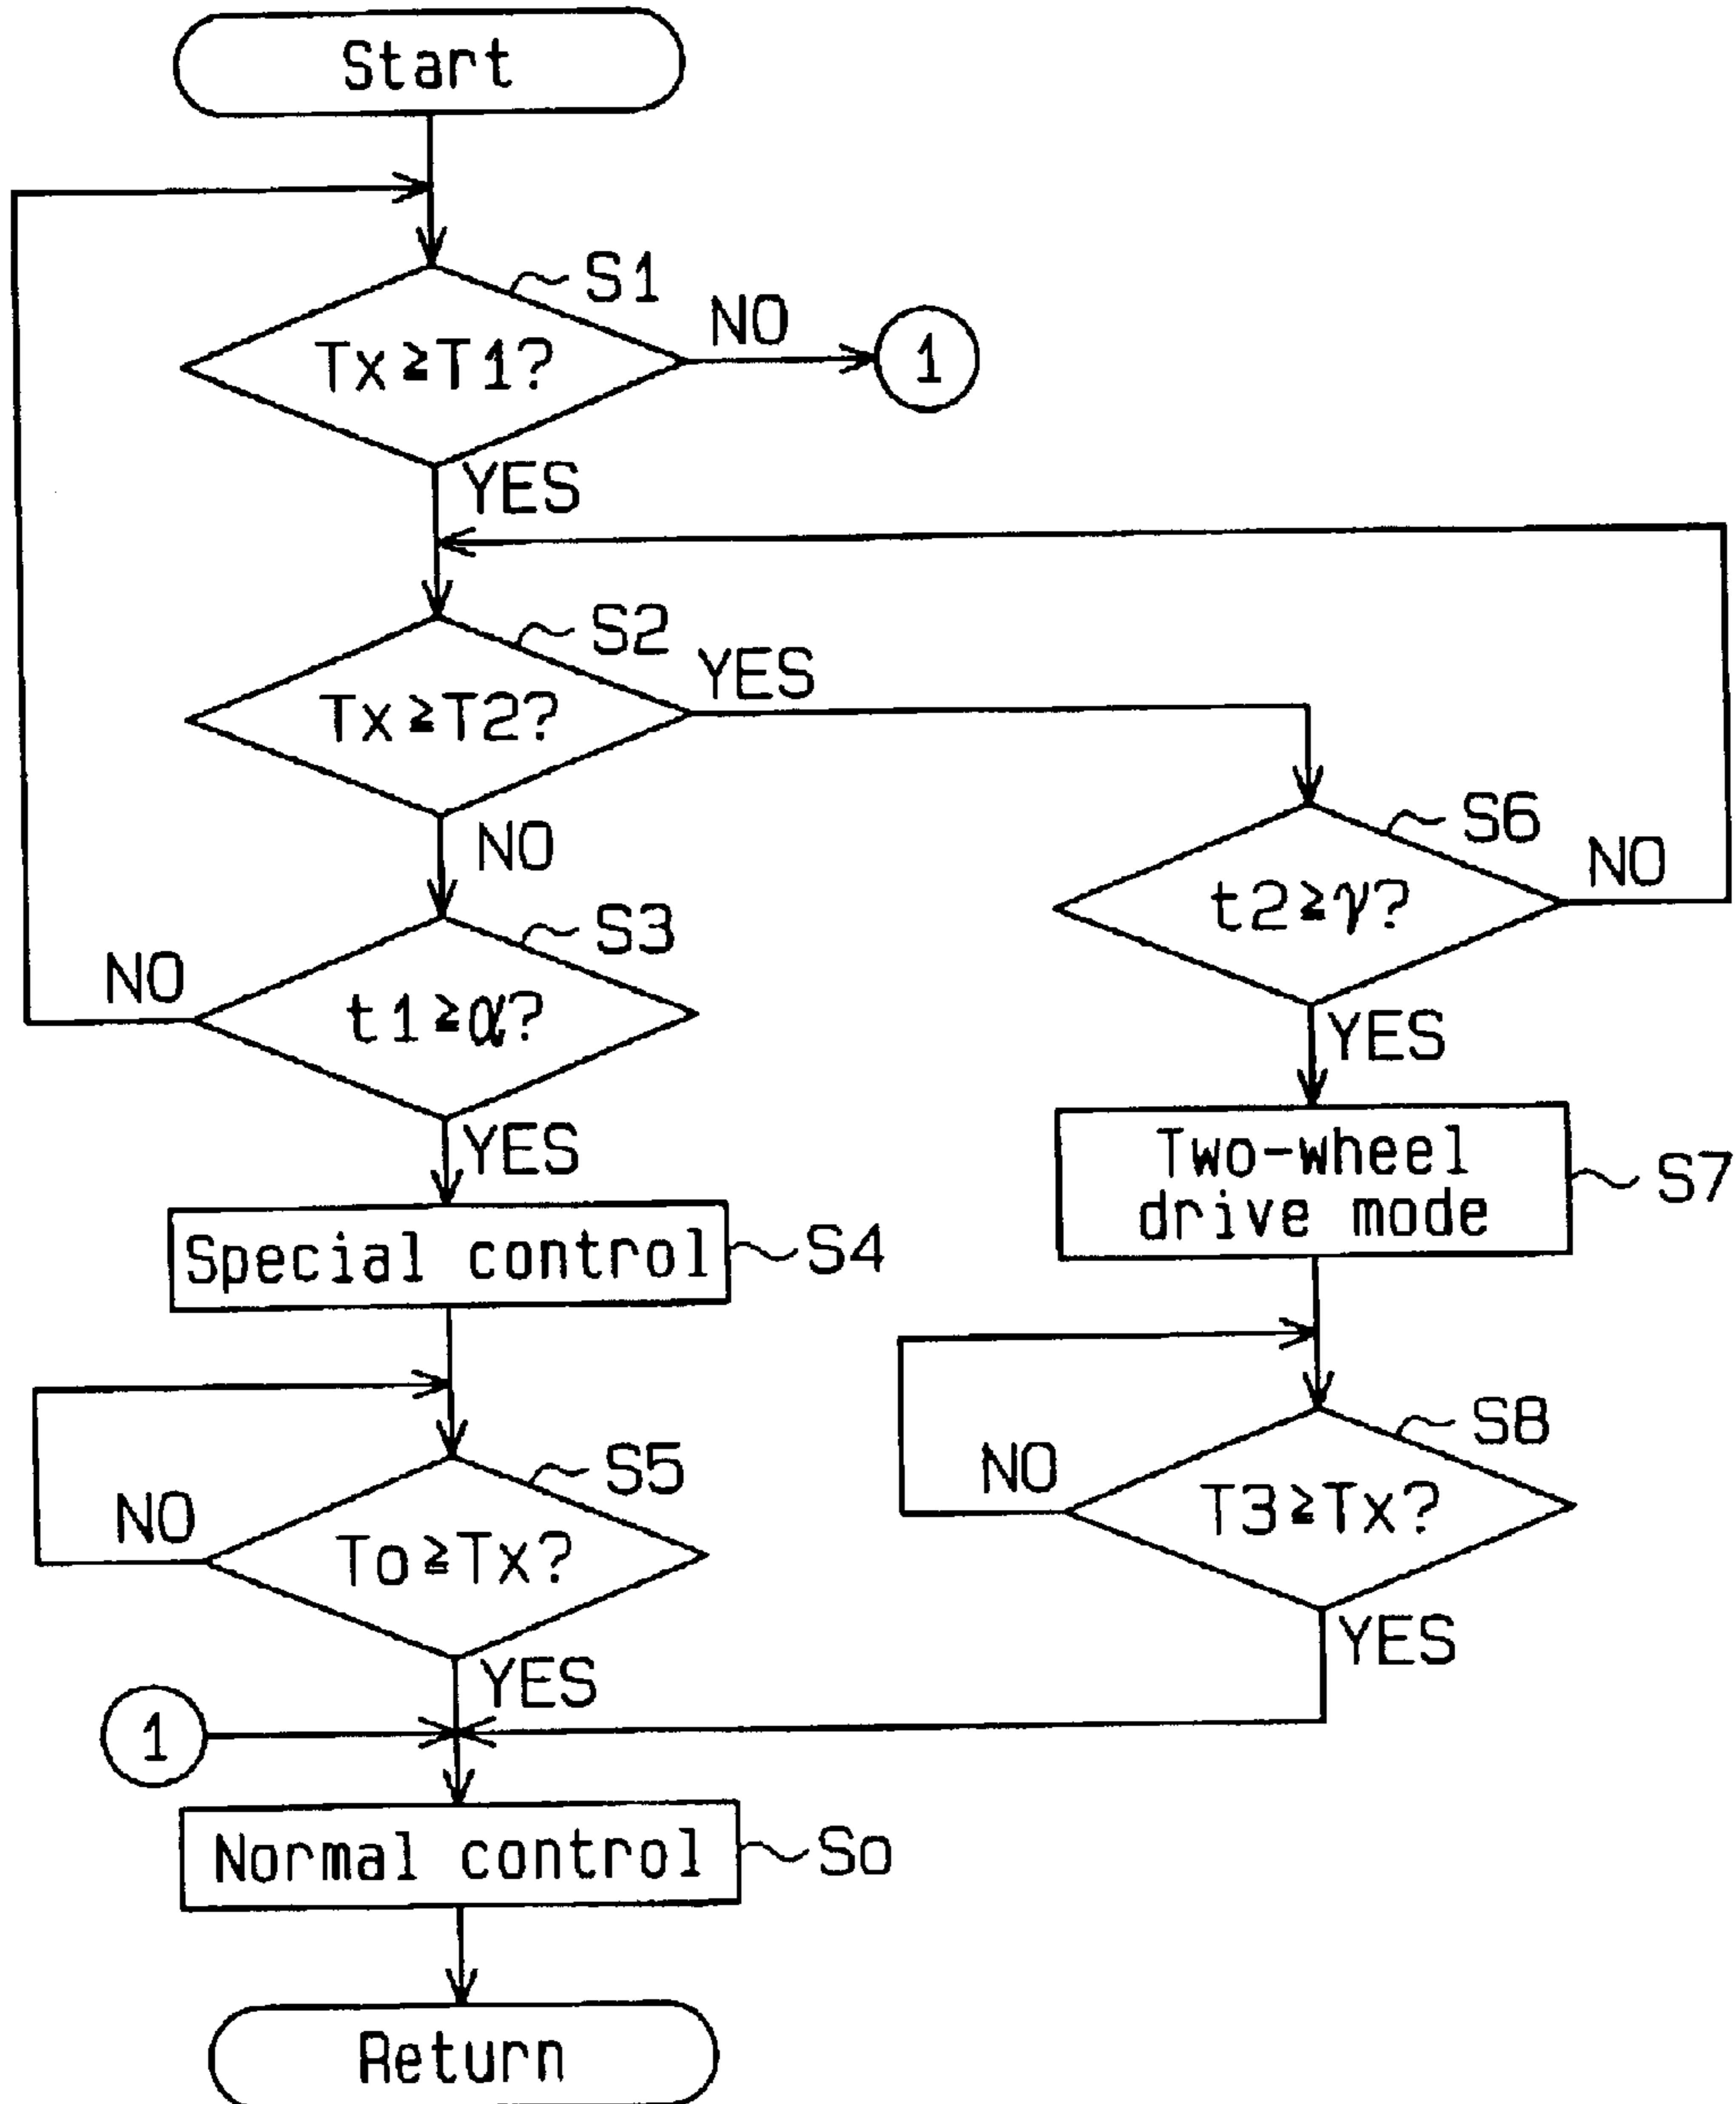 Start
S1
Tx≧T1?
NO
1
YES
S2
Tx≧T2?
YES
NO
S6
t2≧γ?
NO
YES
S3
t1≧α?
NO
YES
Two-wheel
drive mode
S7
Special control
S4
S8
T3≧Tx?
NO
YES
S5
To≧Tx?
NO
YES
1
Normal control
So
Return